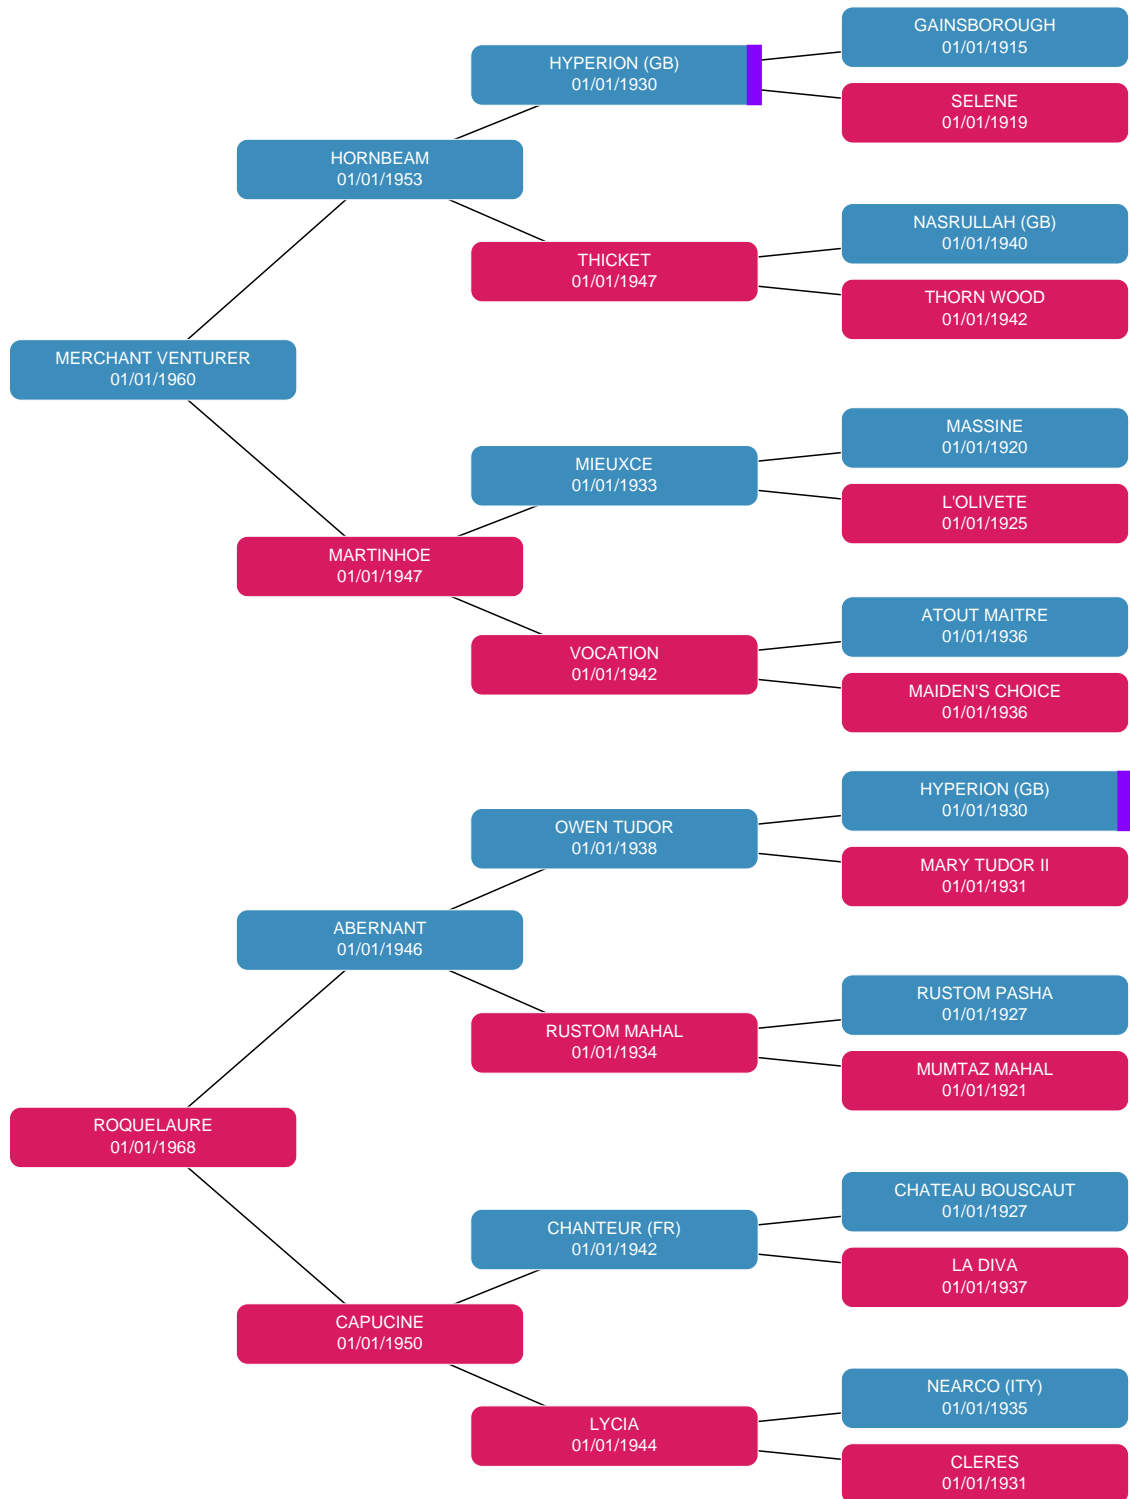 GAINSBOROUGH
01/01/1915
HYPERION (GB)
01/01/1930
SELENE
01/01/1919
HORNBEAM
01/01/1953
NASRULLAH (GB)
01/01/1940
THICKET
01/01/1947
THORN WOOD
01/01/1942
MERCHANT VENTURER
01/01/1960
MASSINE
01/01/1920
MIEUXCE
01/01/1933
L'OLIVETE
01/01/1925
MARTINHOE
01/01/1947
ATOUT MAITRE
01/01/1936
VOCATION
01/01/1942
MAIDEN'S CHOICE
01/01/1936
HYPERION (GB)
01/01/1930
OWEN TUDOR
01/01/1938
MARY TUDOR II
01/01/1931
ABERNANT
01/01/1946
RUSTOM PASHA
01/01/1927
RUSTOM MAHAL
01/01/1934
MUMTAZ MAHAL
01/01/1921
ROQUELAURE
01/01/1968
CHATEAU BOUSCAUT
01/01/1927
CHANTEUR (FR)
01/01/1942
LA DIVA
01/01/1937
CAPUCINE
01/01/1950
NEARCO (ITY)
01/01/1935
LYCIA
01/01/1944
CLERES
01/01/1931